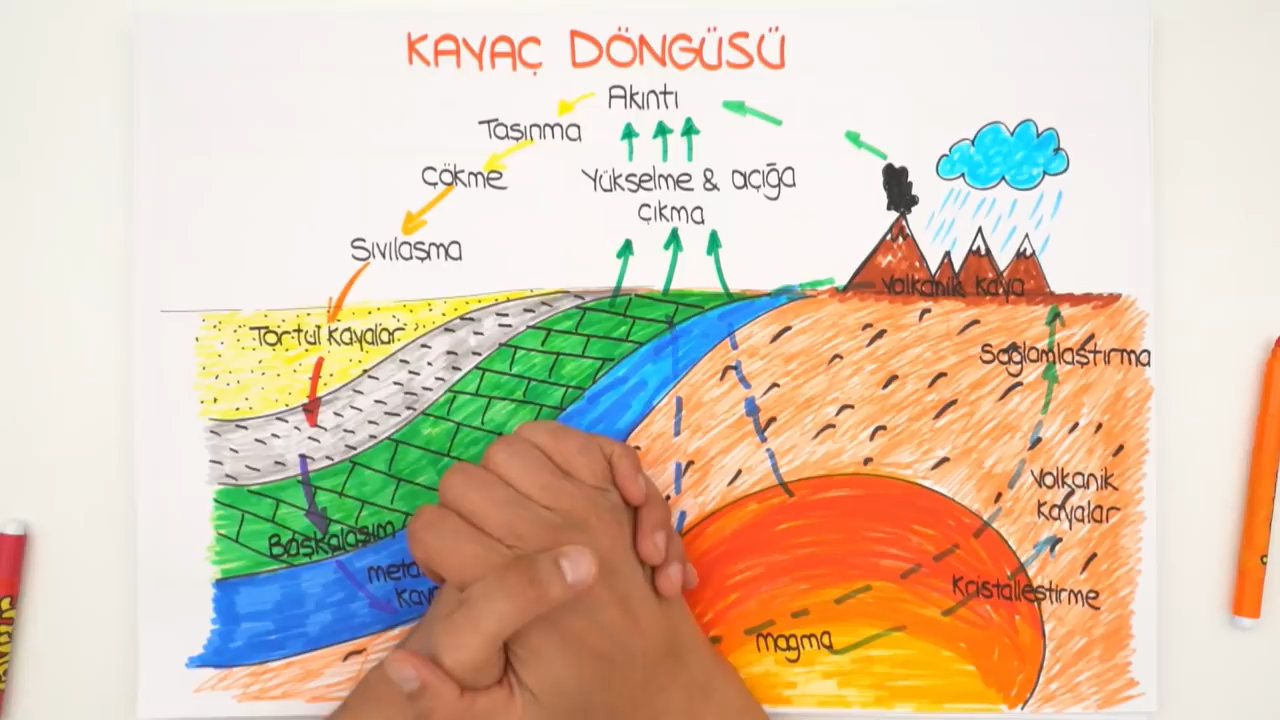 KAYAÇ DÖNGÜSÜ
Akıntı
Taşınma
Çökme
Yükselme & açığa
çıkma
Sıvılaşma
Volkanik Kaya
Tortul Kayalar
Sağlamlaştırma
Volkanik
Kayalar
Başkalaşım
Kristalleştirme
magma